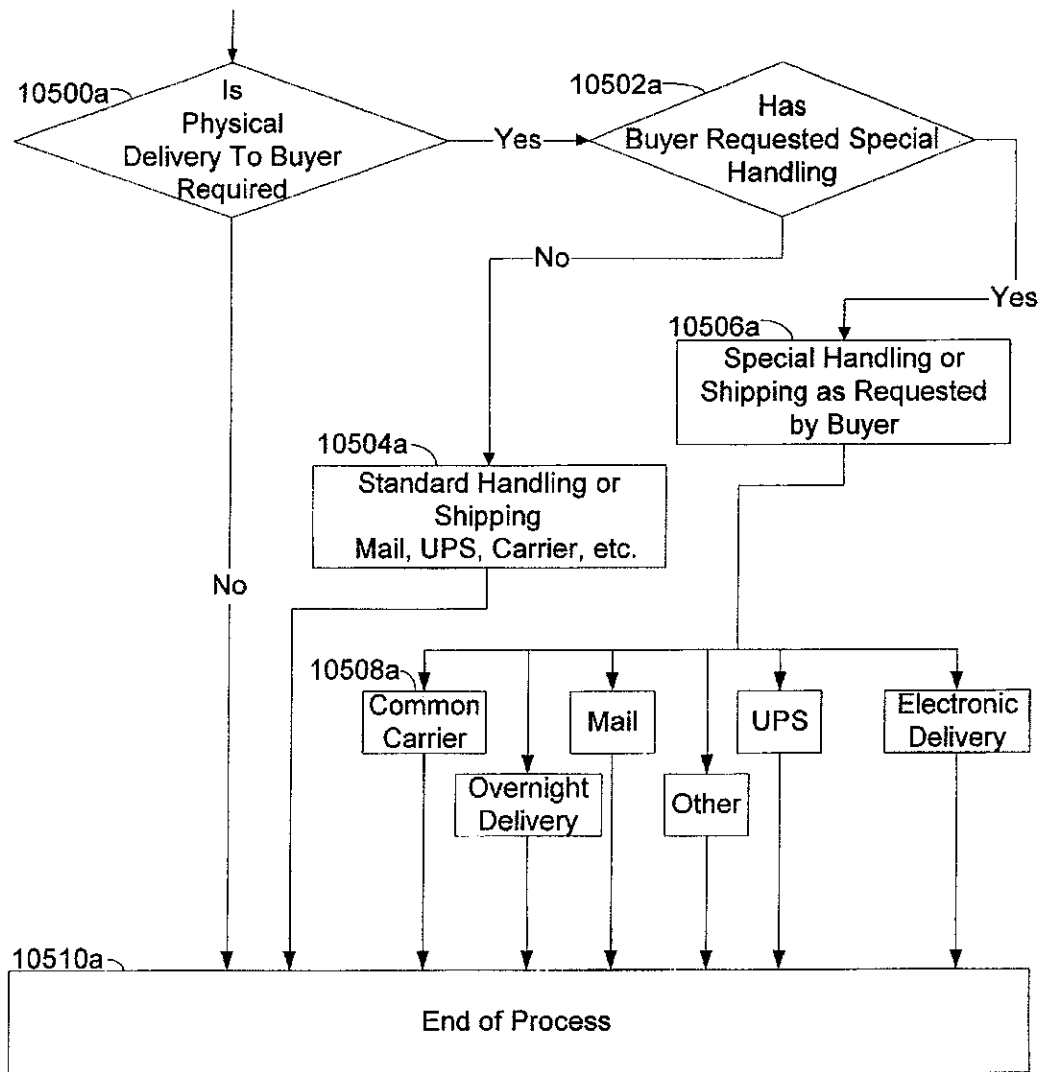 10500a
Is
Physical
Delivery To Buyer
Required
Yes
10502a
Has
Buyer Requested Special
Handling
No
Yes
10506a
Special Handling or
Shipping as Requested
by Buyer
10504a
Standard Handling or
Shipping
Mail, UPS, Carrier, etc.
No
10508a
Common
Carrier
Mail
UPS
Electronic
Delivery
Overnight
Delivery
Other
10510a
End of Process